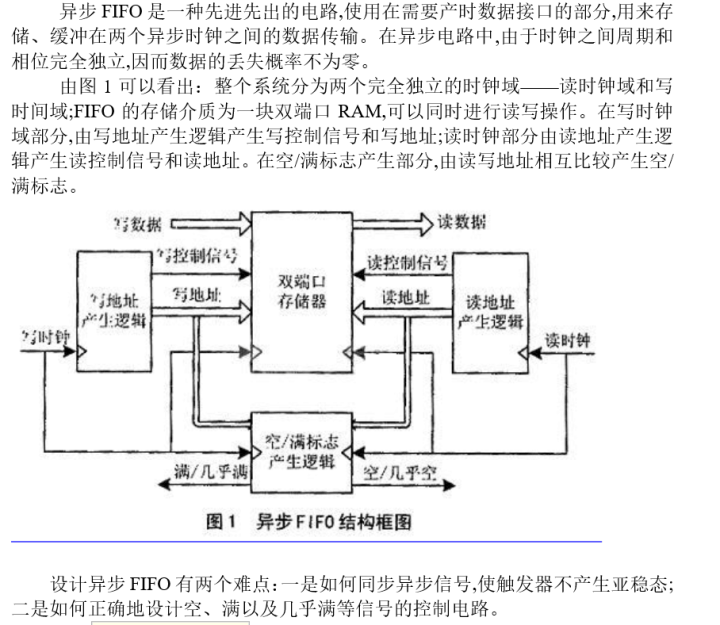 异步 FIFO 是一种先进先出的电路,使用在需要产时数据接口的部分,用来存
储、缓冲在两个异步时钟之间的数据传输。在异步电路中,由于时钟之间周期和
相位完全独立,因而数据的丢失概率不为零。
由图 1 可以看出：整个系统分为两个完全独立的时钟域——读时钟域和写
时间域;FIFO 的存储介质为一块双端口 RAM,可以同时进行读写操作。在写时钟
域部分,由写地址产生逻辑产生写控制信号和写地址;读时钟部分由读地址产生逻
辑产生读控制信号和读地址。在空/满标志产生部分,由读写地址相互比较产生空/
满标志。
写数据
读数据
写控制信号
读控制信号
双端口
存储器
写地址
读地址
写地址
产生逻辑
读地址
产生逻辑
写时钟
读时钟
空/满标志
产生逻辑
满/几乎满
空/几乎空
图 1 异步FIFO结构框图
设计异步 FIFO 有两个难点：一是如何同步异步信号,使触发器不产生亚稳态;
二是如何正确地设计空、满以及几乎满等信号的控制电路。